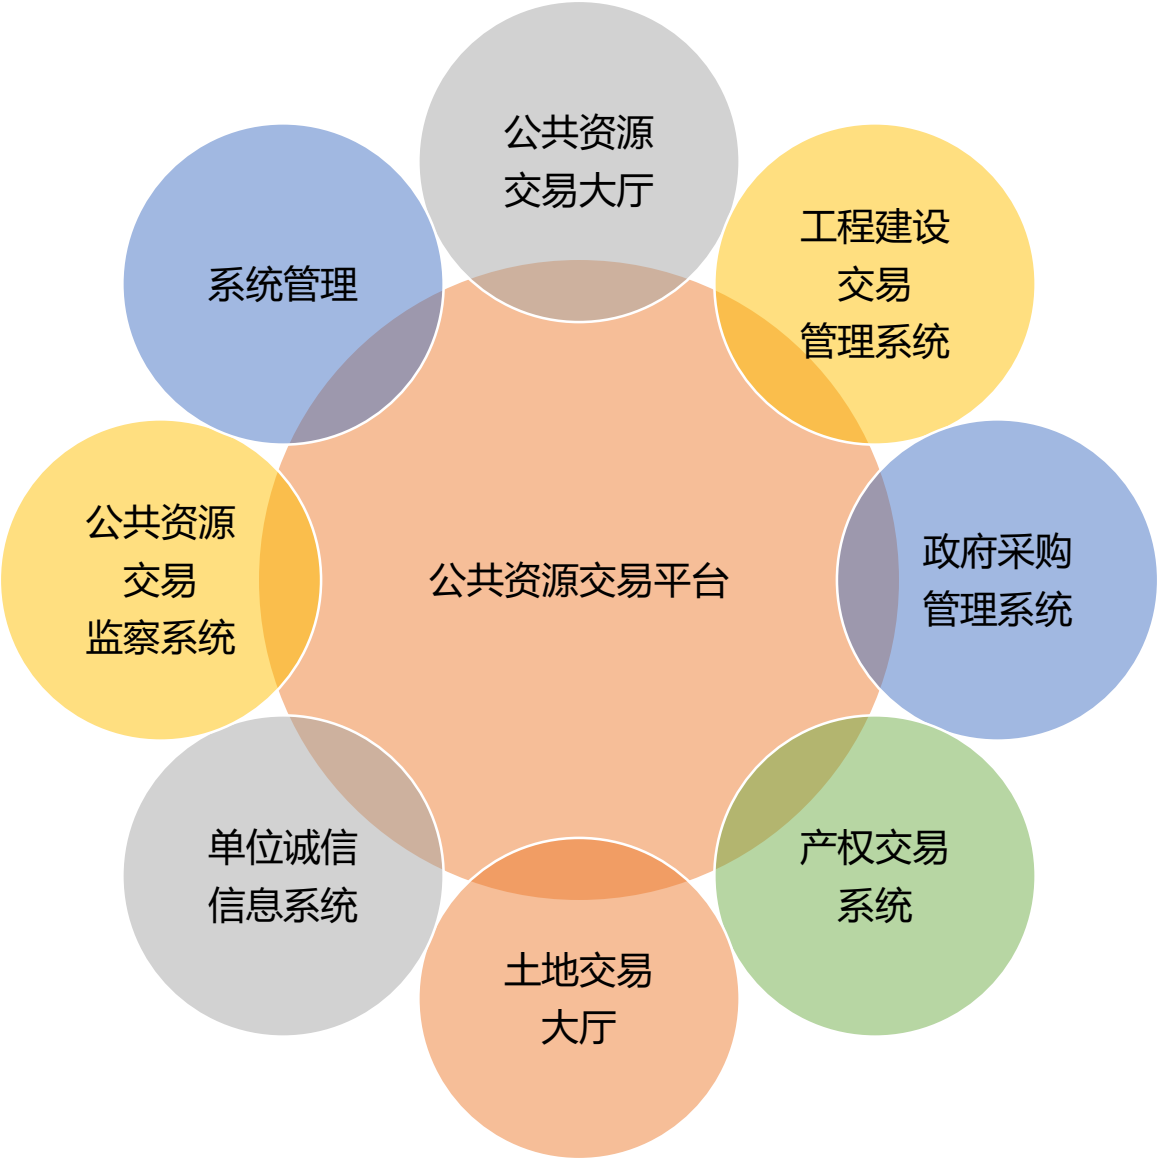 公共资源
交易大厅
工程建设
交易
管理系统
政府采购
管理系统
产权交易
系统
土地交易
大厅
单位诚信
信息系统
公共资源
交易
监察系统
系统管理
公共资源交易平台